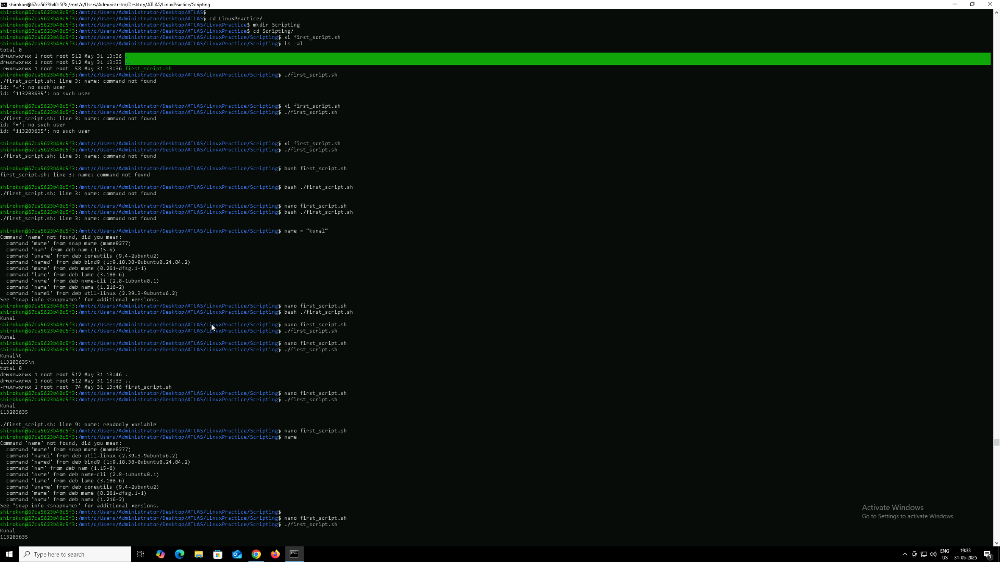 shirokun@67ca5623b40c5f3: /mnt/c/Users/Administrator/Desktop/ATLAS/LinuxPractice/Scripting
shirokun@67ca5623b40c5f3:/mnt/c/Users/Administrator/Desktop/ATLAS$
shirokun@67ca5623b40c5f3:/mnt/c/Users/Administrator/Desktop/ATLAS$ cd LinuxPractice/
shirokun@67ca5623b40c5f3:/mnt/c/Users/Administrator/Desktop/ATLAS/LinuxPractice$ mkdir Scripting
shirokun@67ca5623b40c5f3:/mnt/c/Users/Administrator/Desktop/ATLAS/LinuxPractice$ cd Scripting/
shirokun@67ca5623b40c5f3:/mnt/c/Users/Administrator/Desktop/ATLAS/LinuxPractice/Scripting$ vi first_script.sh
shirokun@67ca5623b40c5f3:/mnt/c/Users/Administrator/Desktop/ATLAS/LinuxPractice/Scripting$ ls -al
total 0
drwxrwxrwx 1 root root 512 May 31 13:36 .
drwxrwxrwx 1 root root 512 May 31 13:33 ..
-rwxrwxrwx 1 root root  58 May 31 13:36 first_script.sh
shirokun@67ca5623b40c5f3:/mnt/c/Users/Administrator/Desktop/ATLAS/LinuxPractice/Scripting$ ./first_script.sh
./first_script.sh: line 3: name: command not found
id: ‘=’: no such user
id: ‘113203635’: no such user
shirokun@67ca5623b40c5f3:/mnt/c/Users/Administrator/Desktop/ATLAS/LinuxPractice/Scripting$ vi first_script.sh
shirokun@67ca5623b40c5f3:/mnt/c/Users/Administrator/Desktop/ATLAS/LinuxPractice/Scripting$ ./first_script.sh
./first_script.sh: line 3: name: command not found
id: ‘=’: no such user
id: ‘113203635’: no such user
shirokun@67ca5623b40c5f3:/mnt/c/Users/Administrator/Desktop/ATLAS/LinuxPractice/Scripting$ vi first_script.sh
shirokun@67ca5623b40c5f3:/mnt/c/Users/Administrator/Desktop/ATLAS/LinuxPractice/Scripting$ ./first_script.sh
./first_script.sh: line 3: name: command not found
shirokun@67ca5623b40c5f3:/mnt/c/Users/Administrator/Desktop/ATLAS/LinuxPractice/Scripting$ bash first_script.sh
first_script.sh: line 3: name: command not found
shirokun@67ca5623b40c5f3:/mnt/c/Users/Administrator/Desktop/ATLAS/LinuxPractice/Scripting$ bash ./first_script.sh
./first_script.sh: line 3: name: command not found
shirokun@67ca5623b40c5f3:/mnt/c/Users/Administrator/Desktop/ATLAS/LinuxPractice/Scripting$ nano first_script.sh
shirokun@67ca5623b40c5f3:/mnt/c/Users/Administrator/Desktop/ATLAS/LinuxPractice/Scripting$ bash ./first_script.sh
./first_script.sh: line 3: name: command not found
shirokun@67ca5623b40c5f3:/mnt/c/Users/Administrator/Desktop/ATLAS/LinuxPractice/Scripting$ name = "kunal"
Command 'name' not found, did you mean:
  command 'mame' from snap mame (mame0277)
  command 'nam' from deb nam (1.15-6)
  command 'uname' from deb coreutils (9.4-2ubuntu2)
  command 'named' from deb bind9 (1:9.18.30-0ubuntu0.24.04.2)
  command 'mame' from deb mame (0.261+dfsg.1-1)
  command 'lame' from deb lame (3.100-6)
  command 'nvme' from deb nvme-cli (2.8-1ubuntu0.1)
  command 'nama' from deb nama (1.216-2)
  command 'namei' from deb util-linux (2.39.3-9ubuntu6.2)
See 'snap info <snapname>' for additional versions.
shirokun@67ca5623b40c5f3:/mnt/c/Users/Administrator/Desktop/ATLAS/LinuxPractice/Scripting$ nano first_script.sh
shirokun@67ca5623b40c5f3:/mnt/c/Users/Administrator/Desktop/ATLAS/LinuxPractice/Scripting$ bash ./first_script.sh
Kunal
shirokun@67ca5623b40c5f3:/mnt/c/Users/Administrator/Desktop/ATLAS/LinuxPractice/Scripting$ nano first_script.sh
shirokun@67ca5623b40c5f3:/mnt/c/Users/Administrator/Desktop/ATLAS/LinuxPractice/Scripting$ ./first_script.sh
Kunal
shirokun@67ca5623b40c5f3:/mnt/c/Users/Administrator/Desktop/ATLAS/LinuxPractice/Scripting$ nano first_script.sh
shirokun@67ca5623b40c5f3:/mnt/c/Users/Administrator/Desktop/ATLAS/LinuxPractice/Scripting$ ./first_script.sh
Kunal\t
113203635\n
total 0
drwxrwxrwx 1 root root 512 May 31 13:46 .
drwxrwxrwx 1 root root 512 May 31 13:33 ..
-rwxrwxrwx 1 root root  74 May 31 13:46 first_script.sh
shirokun@67ca5623b40c5f3:/mnt/c/Users/Administrator/Desktop/ATLAS/LinuxPractice/Scripting$ nano first_script.sh
shirokun@67ca5623b40c5f3:/mnt/c/Users/Administrator/Desktop/ATLAS/LinuxPractice/Scripting$ ./first_script.sh
Kunal
113203635
./first_script.sh: line 9: name: readonly variable
shirokun@67ca5623b40c5f3:/mnt/c/Users/Administrator/Desktop/ATLAS/LinuxPractice/Scripting$ nano first_script.sh
shirokun@67ca5623b40c5f3:/mnt/c/Users/Administrator/Desktop/ATLAS/LinuxPractice/Scripting$ name
Command 'name' not found, did you mean:
  command 'mame' from snap mame (mame0277)
  command 'namei' from deb util-linux (2.39.3-9ubuntu6.2)
  command 'named' from deb bind9 (1:9.18.30-0ubuntu0.24.04.2)
  command 'nam' from deb nam (1.15-6)
  command 'nvme' from deb nvme-cli (2.8-1ubuntu0.1)
  command 'lame' from deb lame (3.100-6)
  command 'uname' from deb coreutils (9.4-2ubuntu2)
  command 'mame' from deb mame (0.261+dfsg.1-1)
  command 'nama' from deb nama (1.216-2)
See 'snap info <snapname>' for additional versions.
shirokun@67ca5623b40c5f3:/mnt/c/Users/Administrator/Desktop/ATLAS/LinuxPractice/Scripting$
shirokun@67ca5623b40c5f3:/mnt/c/Users/Administrator/Desktop/ATLAS/LinuxPractice/Scripting$ nano first_script.sh
shirokun@67ca5623b40c5f3:/mnt/c/Users/Administrator/Desktop/ATLAS/LinuxPractice/Scripting$ ./first_script.sh
Kunal
113203635
Activate Windows
Go to Settings to activate Windows.
Type here to search
ENG
US
19:33
31-05-2025
1